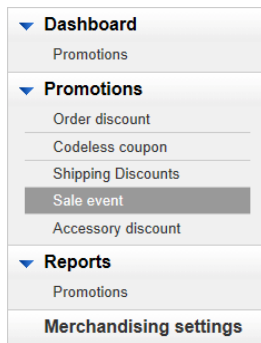 Dashboard
Promotions
Promotions
Order discount
Codeless coupon
Shipping Discounts
Sale event
Accessory discount
Reports
Promotions
Merchandising settings